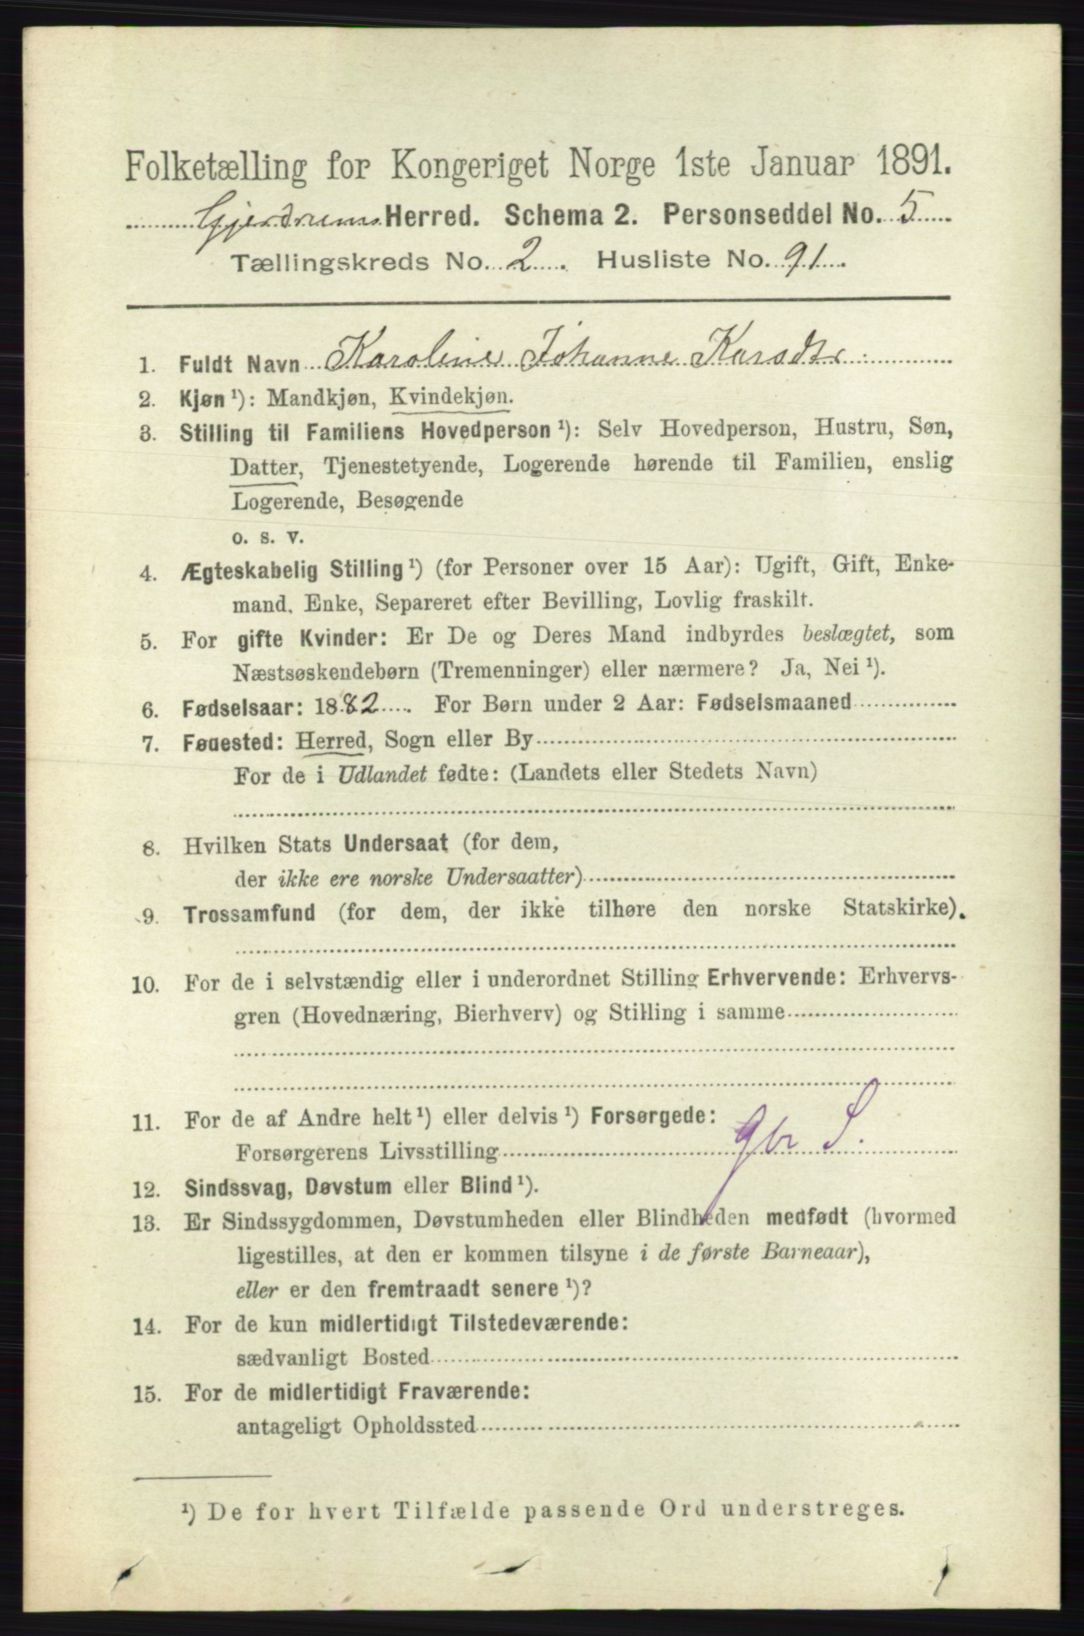 Folketælling for Kongeriget Norge 1ste Januar 1891.
Gjerdrums Herred. Schema 2. Personseddel No. 5
Tællingskreds No. 2. Husliste No. 91.
1. Fuldt Navn Karoline Johanne Karsdtr
2. Kjøn ¹): Mandkjøn, Kvindekjøn.
3. Stilling til Familiens Hovedperson ¹): Selv Hovedperson, Hustru, Søn,
Datter, Tjenestetyende, Logerende hørende til Familien, enslig
Logerende, Besøgende
o. s. v.
4. Ægteskabelig Stilling ¹) (for Personer over 15 Aar): Ugift, Gift, Enke-
mand, Enke, Separeret efter Bevilling, Lovlig fraskilt.
5. For gifte Kvinder: Er De og Deres Mand indbyrdes beslægtet, som
Næstsøskendebørn (Tremenninger) eller nærmere? Ja, Nei ¹).
6. Fødselsaar: 1882. For Børn under 2 Aar: Fødselsmaaned
7. Fødested: Herred, Sogn eller By
For de i Udlandet fødte: (Landets eller Stedets Navn)
8. Hvilken Stats Undersaat (for dem,
der ikke ere norske Undersaatter)
9. Trossamfund (for dem, der ikke tilhøre den norske Statskirke).
10. For de i selvstændig eller i underordnet Stilling Erhvervende: Erhvervs-
gren (Hovednæring, Bierhverv) og Stilling i samme
11. For de af Andre helt ¹) eller delvis ¹) Forsørgede:
Forsørgerens Livsstilling gbr S.
12. Sindssvag, Døvstum eller Blind ¹).
13. Er Sindssygdommen, Døvstumheden eller Blindheden medfødt (hvormed
ligestilles, at den er kommen tilsyne i de første Barneaar),
eller er den fremtraadt senere ¹)?
14. For de kun midlertidigt Tilstedeværende:
sædvanligt Bosted
15. For de midlertidigt Fraværende:
antageligt Opholdssted
¹) De for hvert Tilfælde passende Ord understreges.